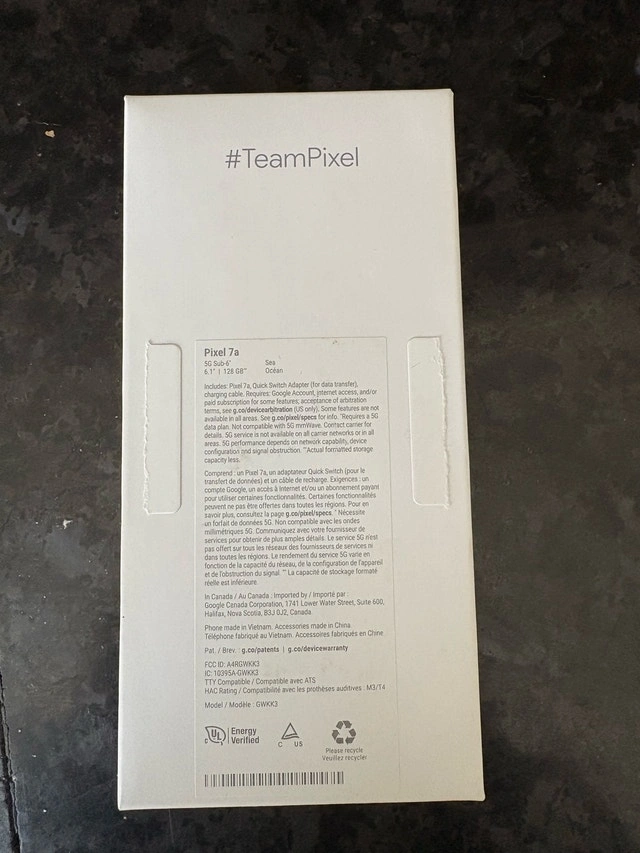 #TeamPixel
Pixel 7a
5G Sub-6* Sea
6.1" | 128 GB** Océan
Includes: Pixel 7a, Quick Switch Adapter (for data transfer),
charging cable. Requires: Google Account, internet access, and/or
paid subscription for some features; acceptance of arbitration
terms, see g.co/devicearbitration (US only). Some features are not
available in all areas. See g.co/pixel/specs for info. *Requires a 5G
data plan. Not compatible with 5G mmWave. Contact carrier for
details. 5G service is not available on all carrier networks or in all
areas. 5G performance depends on network capability, device
configuration and signal obstruction. **Actual formatted storage
capacity less.
Comprend : un Pixel 7a, un adaptateur Quick Switch (pour le
transfert de données) et un câble de recharge. Exigences : un
compte Google, un accès à Internet et/ou un abonnement payant
pour utiliser certaines fonctionnalités. Certaines fonctionnalités
peuvent ne pas être offertes dans toutes les régions. Pour en
savoir plus, consultez la page g.co/pixel/specs. * Nécessite
un forfait de données 5G. Non compatible avec les ondes
millimétriques 5G. Communiquez avec votre fournisseur de
services pour obtenir de plus amples détails. Le service 5G n'est
pas offert sur tous les réseaux des fournisseurs de services ni
dans toutes les régions. Le rendement du service 5G varie en
fonction de la capacité du réseau, de la configuration de l'appareil
et de l'obstruction du signal. ** La capacité de stockage formaté
réelle est inférieure.
In Canada / Au Canada : Imported by / Importé par :
Google Canada Corporation, 1741 Lower Water Street, Suite 600,
Halifax, Nova Scotia, B3J 0J2, Canada
Phone made in Vietnam. Accessories made in China.
Téléphone fabriqué au Vietnam. Accessoires fabriqués en Chine.
Pat. / Brev. : g.co/patents | g.co/devicewarranty
FCC ID: A4RGWKK3
IC: 10395A-GWKK3
TTY Compatible / Compatible avec ATS
HAC Rating / Compatibilité avec les prothèses auditives : M3/T4
Model / Modèle : GWKK3
c UL Energy
Verified
C US
Please recycle
Veuillez recycler